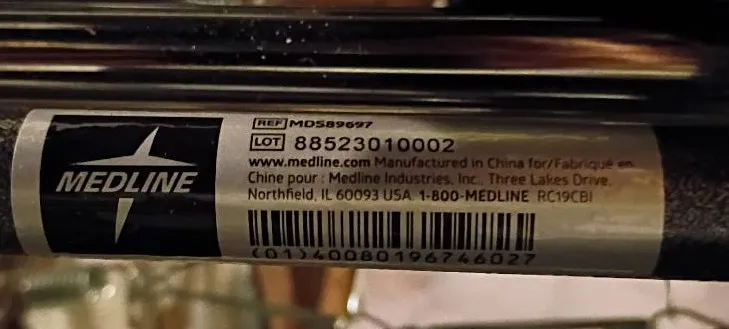 MEDLINE
REF MDS89697
LOT 88523010002
www.medline.com Manufactured in China for/Fabriqué en
Chine pour : Medline Industries, Inc., Three Lakes Drive,
Northfield, IL 60093 USA. 1-800-MEDLINE RC19CBI
(01)40080196746027